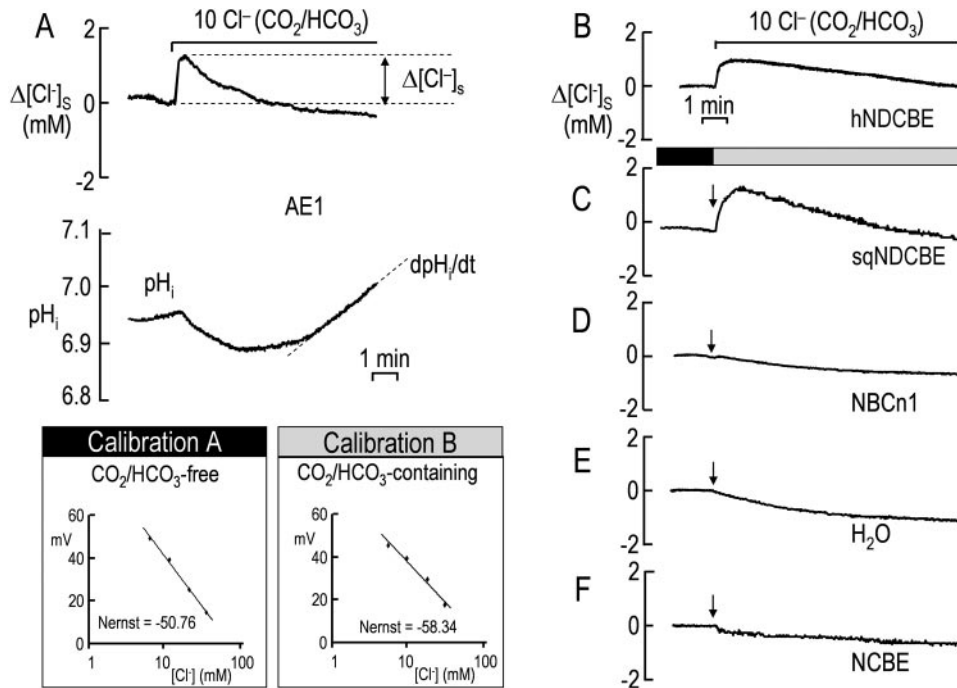 A
10 Cl⁻ (CO₂/HCO₃)
2
0
-2
Δ[Cl⁻]S
(mM)
Δ[Cl⁻]s
AE1
7.1
7.0
6.9
6.8
pHi
pHi
dpHi/dt
1 min
Calibration A
CO₂/HCO₃-free
60
40
20
0
mV
Nernst = -50.76
1 10 100
[Cl⁻] (mM)
Calibration B
CO₂/HCO₃-containing
60
40
20
0
mV
Nernst = -58.34
1 10 100
[Cl⁻] (mM)
B
10 Cl⁻ (CO₂/HCO₃)
2
0
-2
Δ[Cl⁻]S
(mM)
1 min
hNDCBE
C
2
0
-2
sqNDCBE
D
2
0
-2
NBCn1
E
2
0
-2
H₂O
F
2
0
-2
NCBE